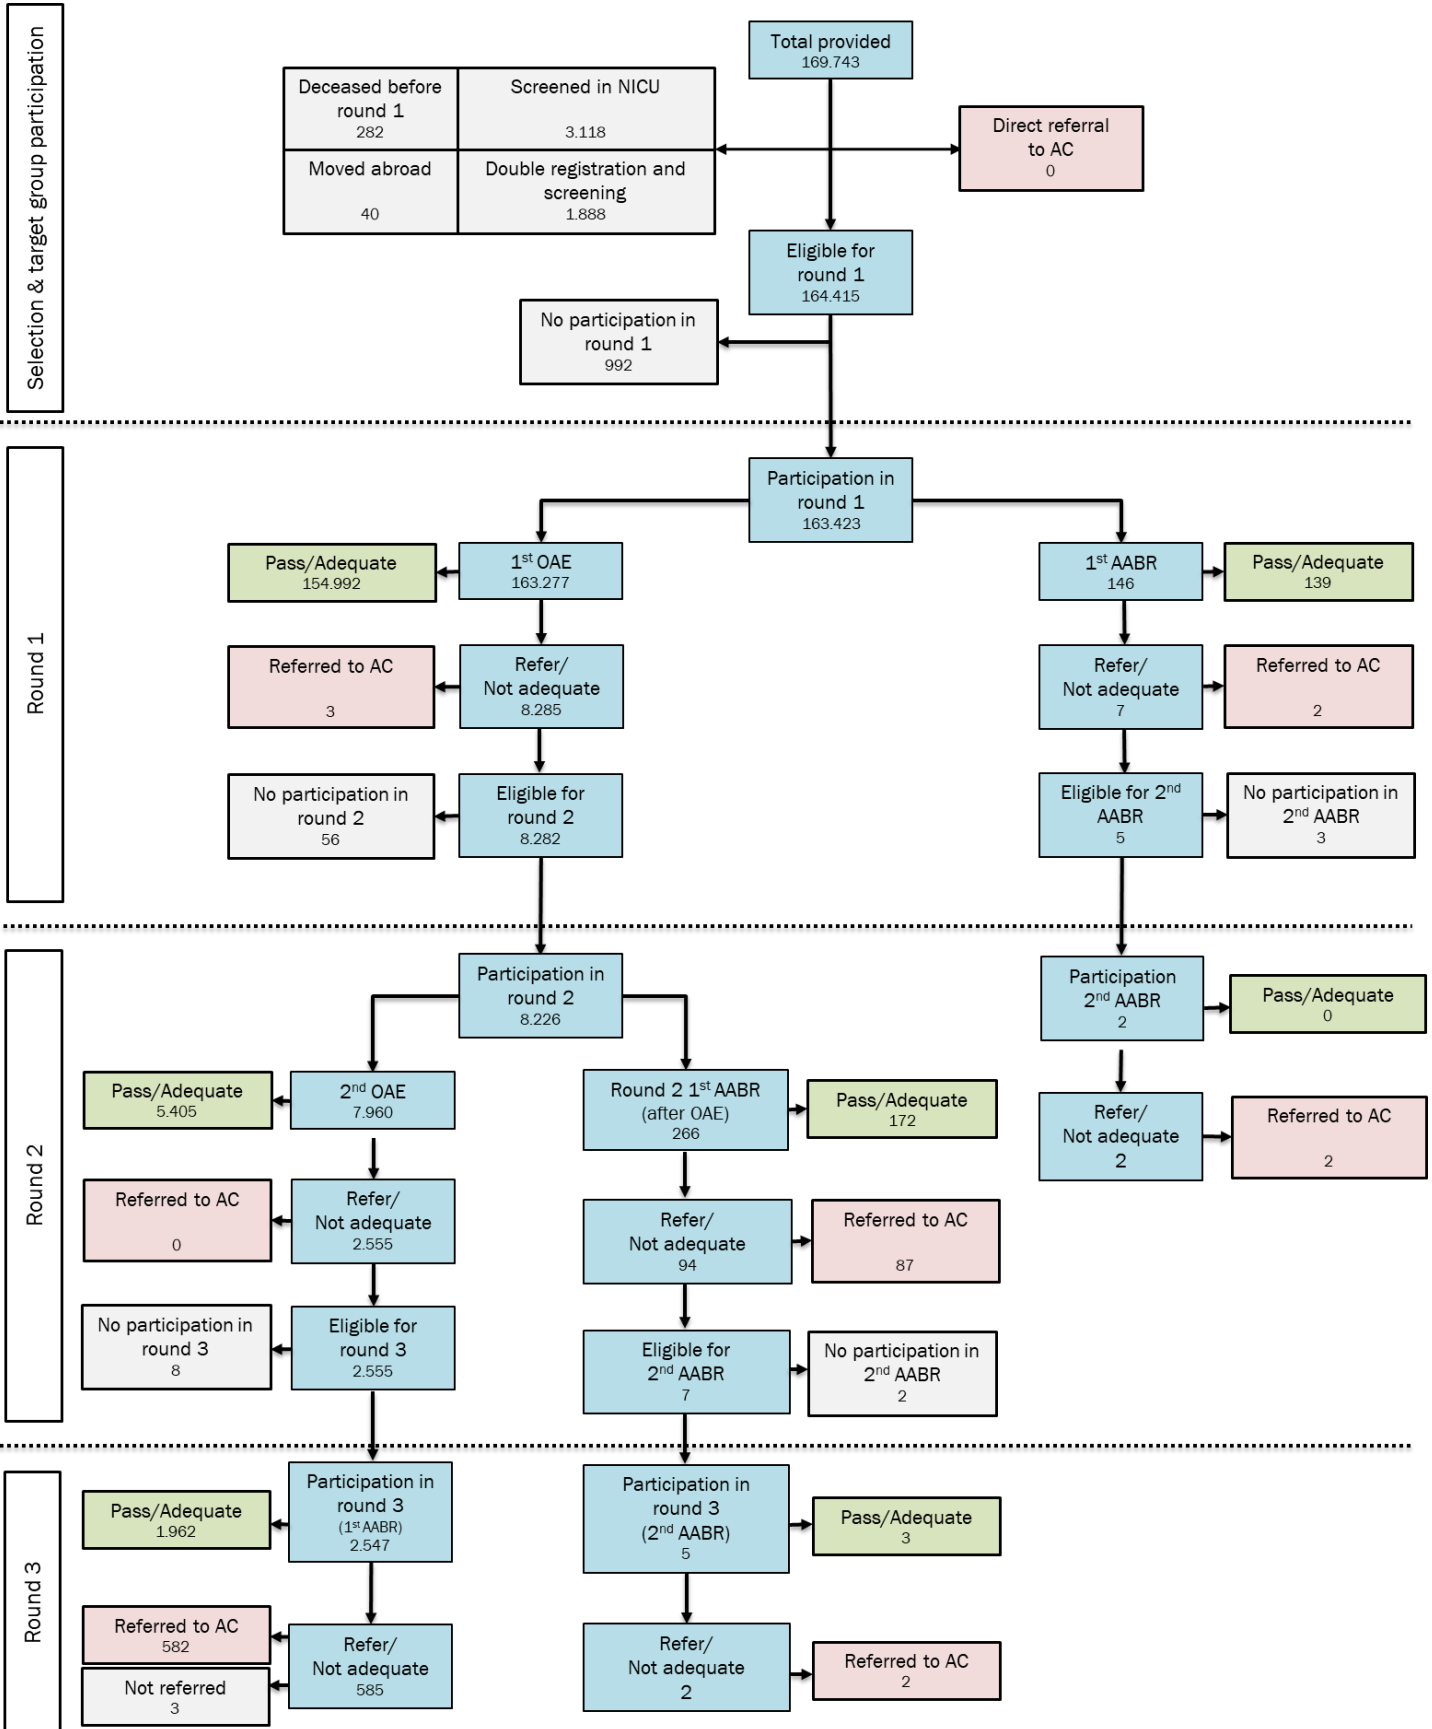 Selection & target group participation
Total provided
169.743
Deceased before
round 1
282
Screened in NICU
3.118
Moved abroad
40
Double registration and
screening
1.888
Direct referral
to AC
0
Eligible for
round 1
164.415
No participation in
round 1
992
Round 1
Participation in
round 1
163.423
Pass/Adequate
154.992
1st OAE
163.277
1st AABR
146
Pass/Adequate
139
Referred to AC
3
Refer/
Not adequate
8.285
Refer/
Not adequate
7
Referred to AC
2
No participation in
round 2
56
Eligible for
round 2
8.282
Eligible for 2nd
AABR
5
No participation in
2nd AABR
3
Round 2
Participation in
round 2
8.226
Participation
2nd AABR
2
Pass/Adequate
0
Pass/Adequate
5.405
2nd OAE
7.960
Round 2 1st AABR
(after OAE)
266
Pass/Adequate
172
Refer/
Not adequate
2
Referred to AC
2
Referred to AC
0
Refer/
Not adequate
2.555
Refer/
Not adequate
94
Referred to AC
87
No participation in
round 3
8
Eligible for
round 3
2.555
Eligible for
2nd AABR
7
No participation in
2nd AABR
2
Round 3
Pass/Adequate
1.962
Participation in
round 3
(1st AABR)
2.547
Participation in
round 3
(2nd AABR)
5
Pass/Adequate
3
Referred to AC
582
Not referred
3
Refer/
Not adequate
585
Refer/
Not adequate
2
Referred to AC
2